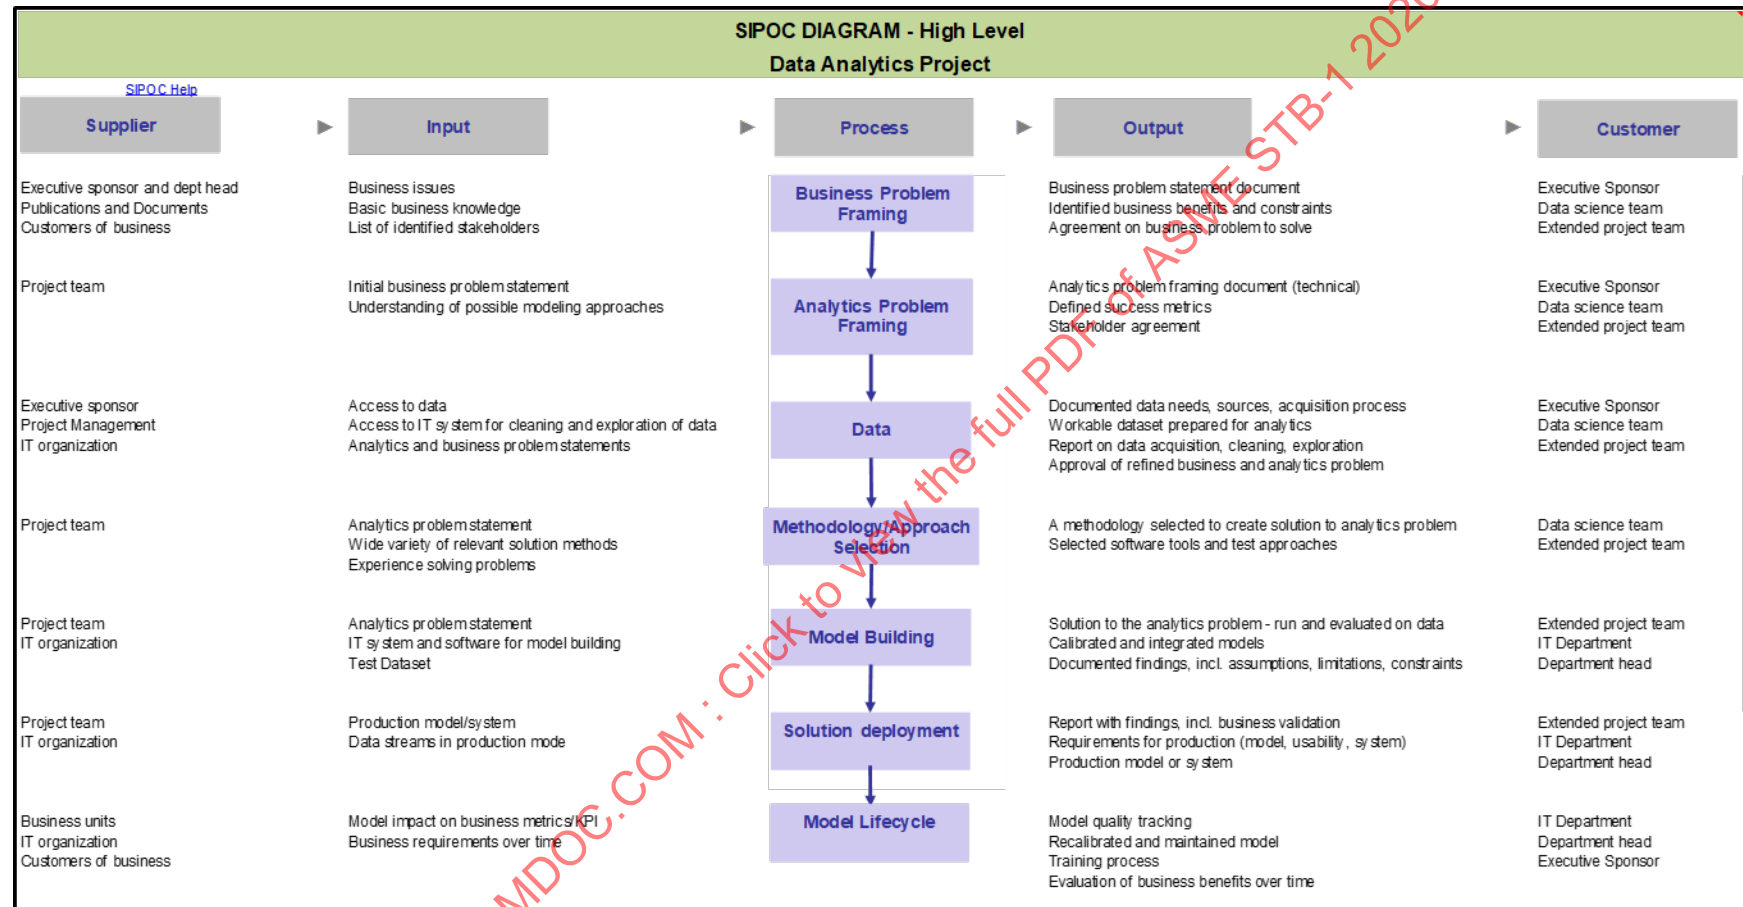 SIPOC DIAGRAM - High Level
Data Analytics Project
SIPOC Help
Supplier
Input
Process
Output
Customer
Executive sponsor and dept head
Publications and Documents
Customers of business
Business issues
Basic business knowledge
List of identified stakeholders
Business Problem
Framing
Business problem statement document
Identified business benefits and constraints
Agreement on business problem to solve
Executive Sponsor
Data science team
Extended project team
Project team
Initial business problem statement
Understanding of possible modeling approaches
Analytics Problem
Framing
Analytics problem framing document (technical)
Defined success metrics
Stakeholder agreement
Executive Sponsor
Data science team
Extended project team
Executive sponsor
Project Management
IT organization
Access to data
Access to IT system for cleaning and exploration of data
Analytics and business problem statements
Data
Documented data needs, sources, acquisition process
Workable dataset prepared for analytics
Report on data acquisition, cleaning, exploration
Approval of refined business and analytics problem
Executive Sponsor
Data science team
Extended project team
Project team
Analytics problem statement
Wide variety of relevant solution methods
Experience solving problems
Methodology/Approach
Selection
A methodology selected to create solution to analytics problem
Selected software tools and test approaches
Data science team
Extended project team
Project team
IT organization
Analytics problem statement
IT system and software for model building
Test Dataset
Model Building
Solution to the analytics problem - run and evaluated on data
Calibrated and integrated models
Documented findings, incl. assumptions, limitations, constraints
Extended project team
IT Department
Department head
Project team
IT organization
Production model/system
Data streams in production mode
Solution deployment
Report with findings, incl. business validation
Requirements for production (model, usability, system)
Production model or system
Extended project team
IT Department
Department head
Business units
IT organization
Customers of business
Model impact on business metrics/KPI
Business requirements over time
Model Lifecycle
Model quality tracking
Recalibrated and maintained model
Training process
Evaluation of business benefits over time
IT Department
Department head
Executive Sponsor
MDOC.COM : Click to view the full PDF of ASME STB-1 2020